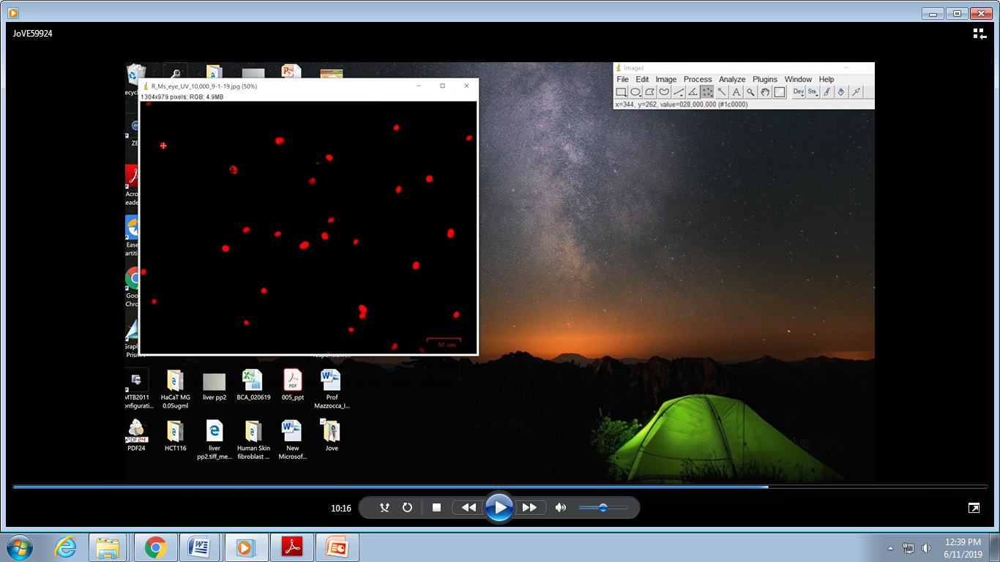 JoVE59924
R_Ms_eye_UV_10,000_9-1-19.jpg (50%)
1304x979 pixels; RGB; 4.9MB
50 um
ImageJ
File Edit Image Process Analyze Plugins Window Help
Dev Stk
x=344, y=262, value=028,000,000 (#1c0000)
ecycl
ZE
Acro
eade
Ease
artiti
Goo
Chro
Graph
Prism
MTB2011
onfigurati...
HaCaT MG
0.05ugml
liver pp2
BCA_020619
PDF
005_ppt
Prof
Mazzocca_l...
PDF24
HCT116
liver
pp2.tiff_me...
Human Skin
fibroblast ...
New
Microsof...
Jove
10:16
12:39 PM
6/11/2019